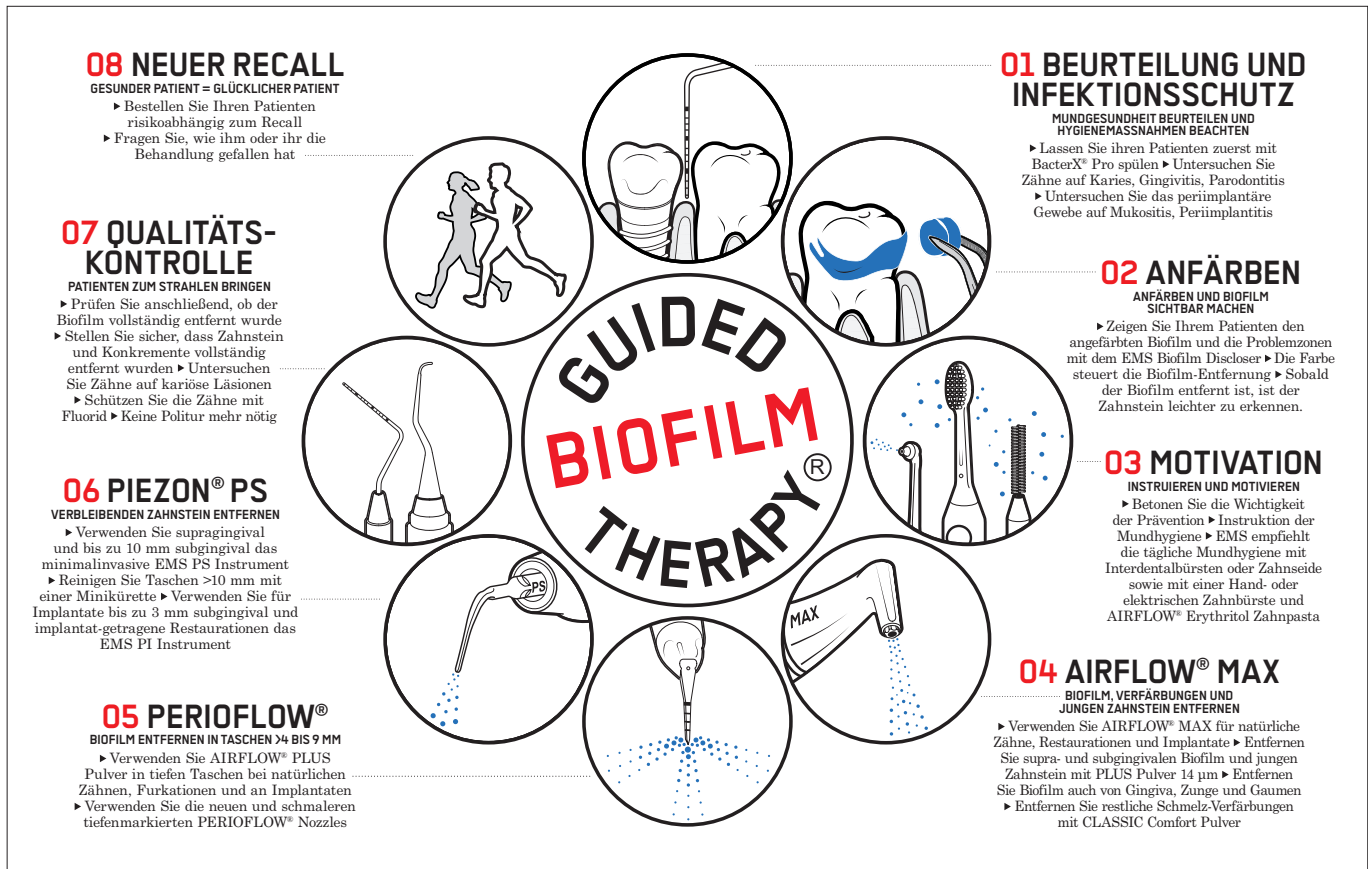 08 NEUER RECALL
GESUNDER PATIENT = GLÜCKLICHER PATIENT
▸ Bestellen Sie Ihren Patienten
risikoabhängig zum Recall
▸ Fragen Sie, wie ihm oder ihr die
Behandlung gefallen hat
07 QUALITÄTS-
KONTROLLE
PATIENTEN ZUM STRAHLEN BRINGEN
▸ Prüfen Sie anschließend, ob der
Biofilm vollständig entfernt wurde
▸ Stellen Sie sicher, dass Zahnstein
und Konkremente vollständig
entfernt wurden ▸ Untersuchen
Sie Zähne auf kariöse Läsionen
▸ Schützen Sie die Zähne mit
Fluorid ▸ Keine Politur mehr nötig
06 PIEZON® PS
VERBLEIBENDEN ZAHNSTEIN ENTFERNEN
▸ Verwenden Sie supragingival
und bis zu 10 mm subgingival das
minimalinvasive EMS PS Instrument
▸ Reinigen Sie Taschen >10 mm mit
einer Minikürette ▸ Verwenden Sie für
Implantate bis zu 3 mm subgingival und
implantat-getragene Restaurationen das
EMS PI Instrument
05 PERIOFLOW®
BIOFILM ENTFERNEN IN TASCHEN >4 BIS 9 MM
▸ Verwenden Sie AIRFLOW® PLUS
Pulver in tiefen Taschen bei natürlichen
Zähnen, Furkationen und an Implantaten
▸ Verwenden Sie die neuen und schmaleren
tiefenmarkierten PERIOFLOW® Nozzles
GUIDED
BIOFILM
THERAPY®
PS
MAX
01 BEURTEILUNG UND
INFEKTIONSSCHUTZ
MUNDGESUNDHEIT BEURTEILEN UND
HYGIENEMASSNAHMEN BEACHTEN
▸ Lassen Sie ihren Patienten zuerst mit
BacterX® Pro spülen ▸ Untersuchen Sie
Zähne auf Karies, Gingivitis, Parodontitis
▸ Untersuchen Sie das periimplantäre
Gewebe auf Mukositis, Periimplantitis
02 ANFÄRBEN
ANFÄRBEN UND BIOFILM
SICHTBAR MACHEN
▸ Zeigen Sie Ihrem Patienten den
angefärbten Biofilm und die Problemzonen
mit dem EMS Biofilm Discloser ▸ Die Farbe
steuert die Biofilm-Entfernung ▸ Sobald
der Biofilm entfernt ist, ist der
Zahnstein leichter zu erkennen.
03 MOTIVATION
INSTRUIEREN UND MOTIVIEREN
▸ Betonen Sie die Wichtigkeit
der Prävention ▸ Instruktion der
Mundhygiene ▸ EMS empfiehlt
die tägliche Mundhygiene mit
Interdentalbürsten oder Zahnseide
sowie mit einer Hand- oder
elektrischen Zahnbürste und
AIRFLOW® Erythritol Zahnpasta
04 AIRFLOW® MAX
BIOFILM, VERFÄRBUNGEN UND
JUNGEN ZAHNSTEIN ENTFERNEN
▸ Verwenden Sie AIRFLOW® MAX für natürliche
Zähne, Restaurationen und Implantate ▸ Entfernen
Sie supra- und subgingivalen Biofilm und jungen
Zahnstein mit PLUS Pulver 14 µm ▸ Entfernen
Sie Biofilm auch von Gingiva, Zunge und Gaumen
▸ Entfernen Sie restliche Schmelz-Verfärbungen
mit CLASSIC Comfort Pulver